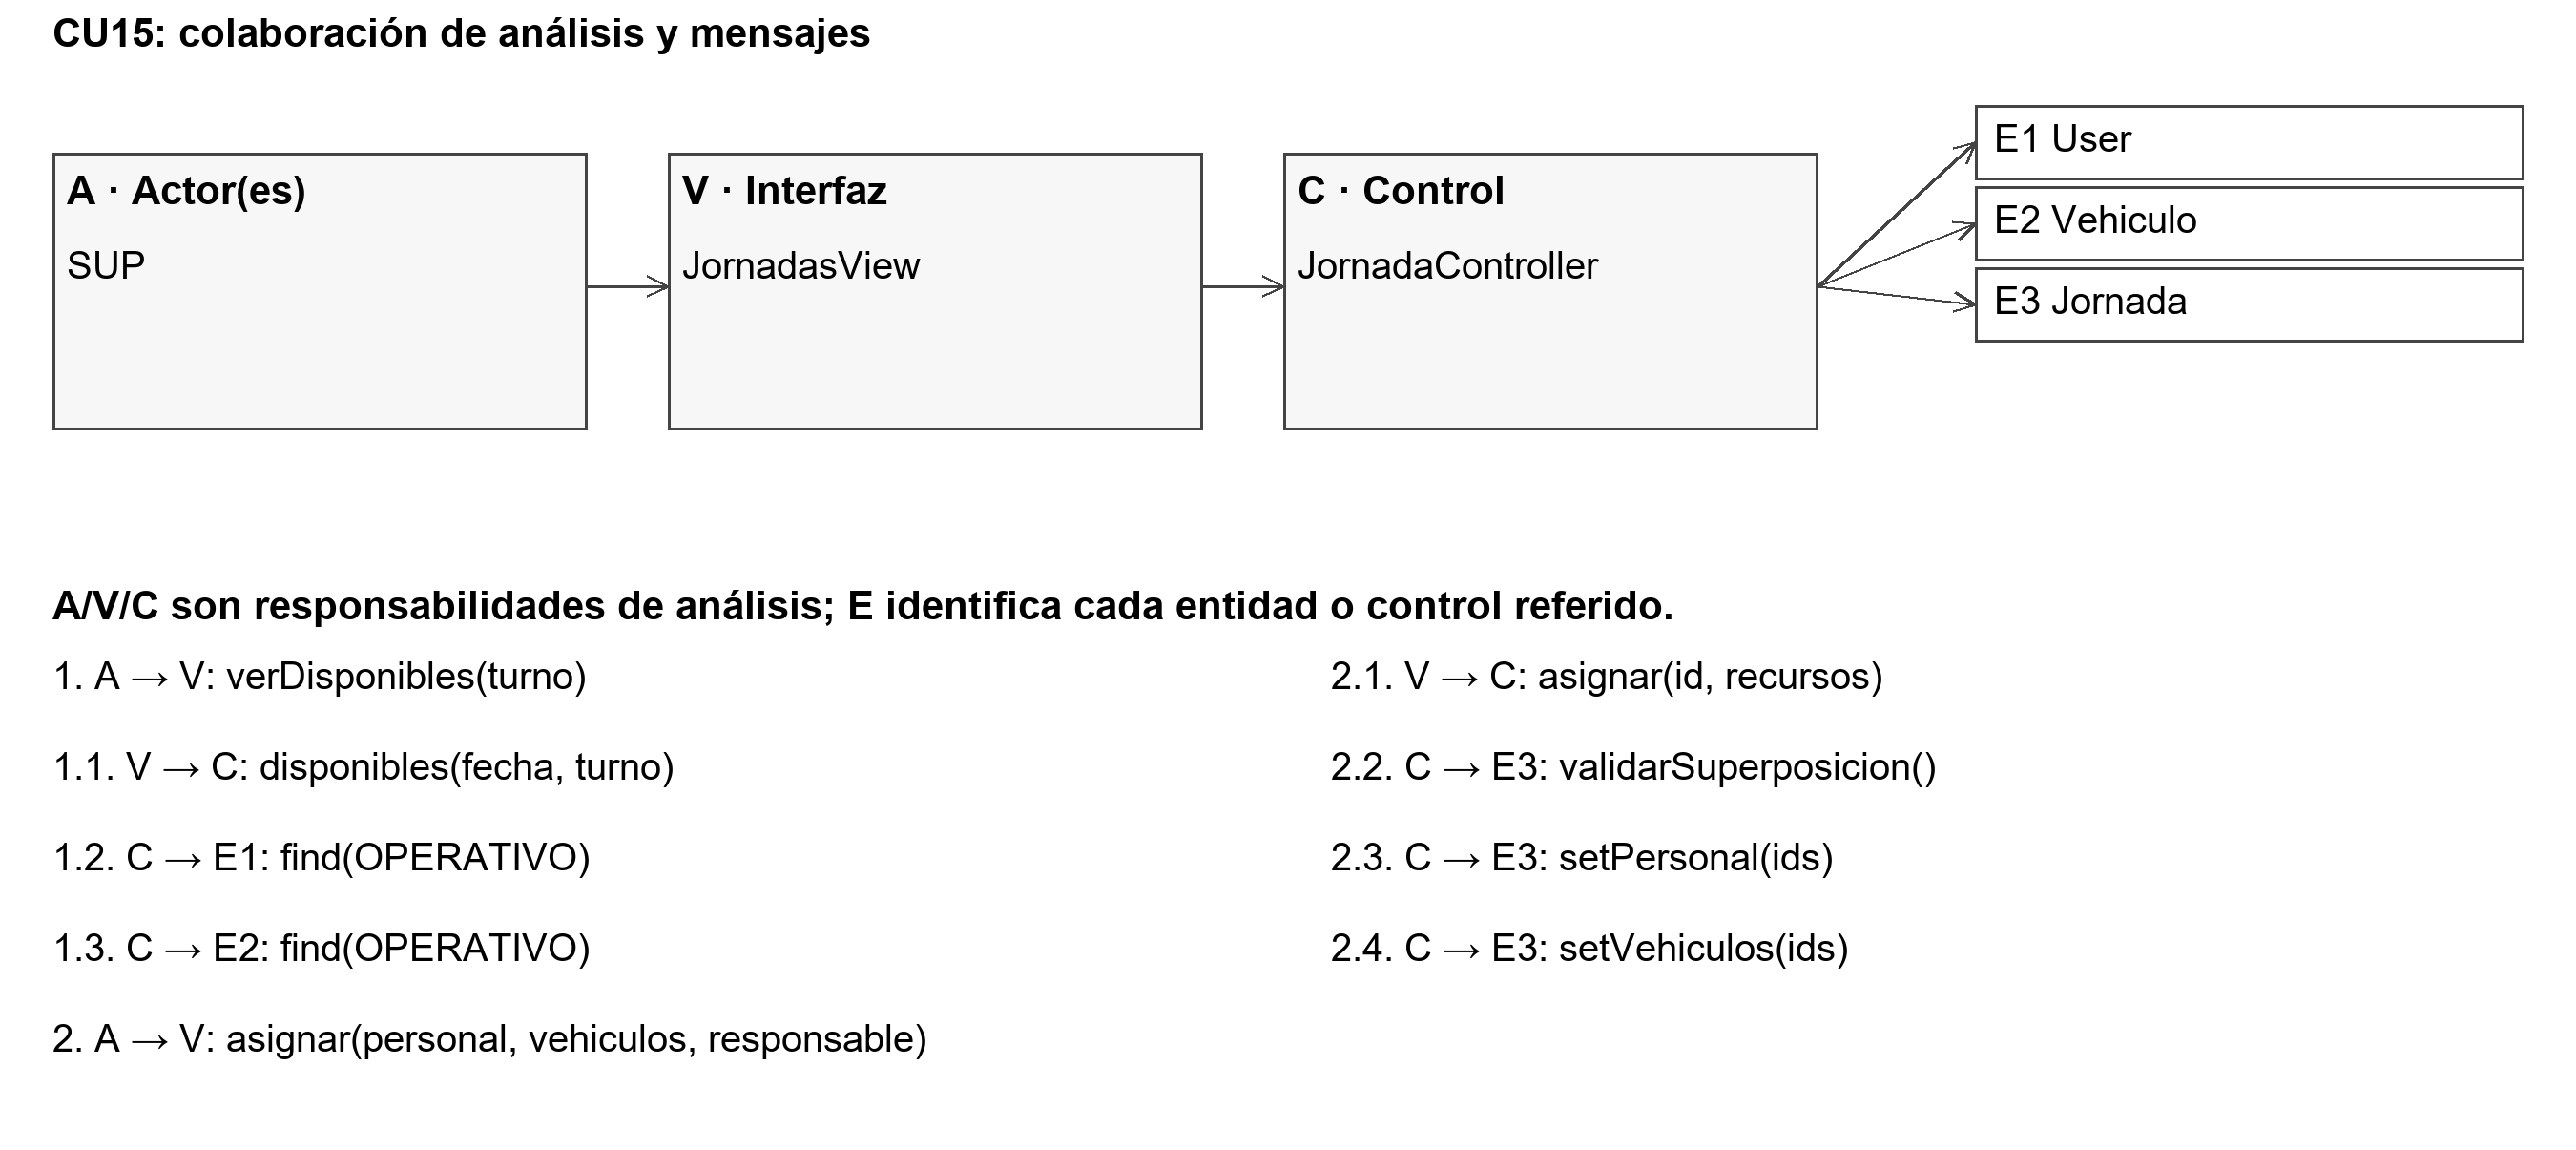 CU15: colaboración de análisis y mensajes
A · Actor(es)
SUP
V · Interfaz
JornadasView
C · Control
JornadaController
E1 User
E2 Vehiculo
E3 Jornada
A/V/C son responsabilidades de análisis; E identifica cada entidad o control referido.
1. A → V: verDisponibles(turno)
1.1. V → C: disponibles(fecha, turno)
1.2. C → E1: find(OPERATIVO)
1.3. C → E2: find(OPERATIVO)
2. A → V: asignar(personal, vehiculos, responsable)
2.1. V → C: asignar(id, recursos)
2.2. C → E3: validarSuperposicion()
2.3. C → E3: setPersonal(ids)
2.4. C → E3: setVehiculos(ids)